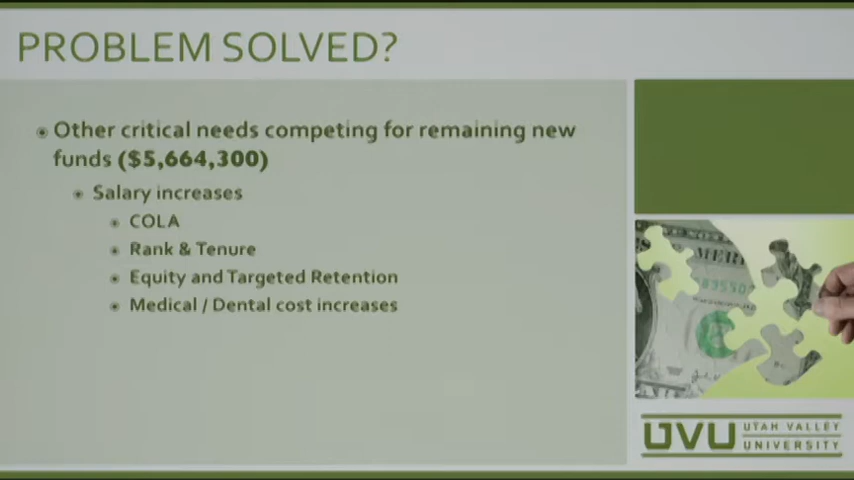 PROBLEM SOLVED?
Other critical needs competing for remaining new
funds ($5,664,300)
Salary increases
COLA
Rank & Tenure
Equity and Targeted Retention
Medical / Dental cost increases
UVU UTAH VALLEY
UNIVERSITY